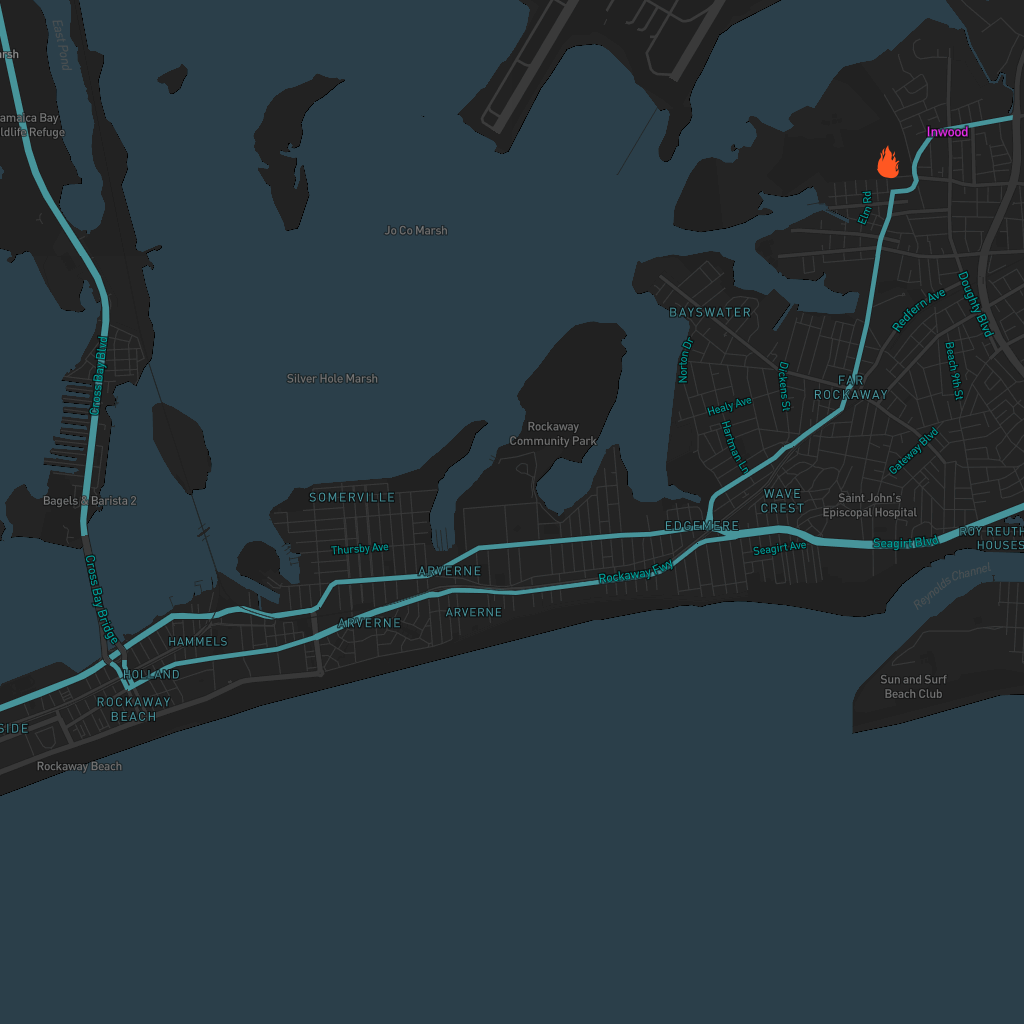 East Pond
arsh
amaica Bay
ildlife Refuge
Inwood
Elm Rd
Jo Co Marsh
Redfern Ave
Doughty Blvd
BAYSWATER
Norton Dr
Cross Bay Blvd
Beach 9th St
Silver Hole Marsh
Dickens St
FAR
ROCKAWAY
Healy Ave
Hartman Ln
Rockaway
Community Park
Gateway Blvd
Bagels & Barista 2
SOMERVILLE
WAVE
CREST
Saint John's
Episcopal Hospital
EDGEMERE
ROY REUTH
HOUSES
Seagirt Blvd
Thursby Ave
Seagirt Ave
ARVERNE
Rockaway Fwy
Reynolds Channel
Cross Bay Bridge
ARVERNE
ARVERNE
HAMMELS
HOLLAND
Sun and Surf
Beach Club
ROCKAWAY
BEACH
SIDE
Rockaway Beach